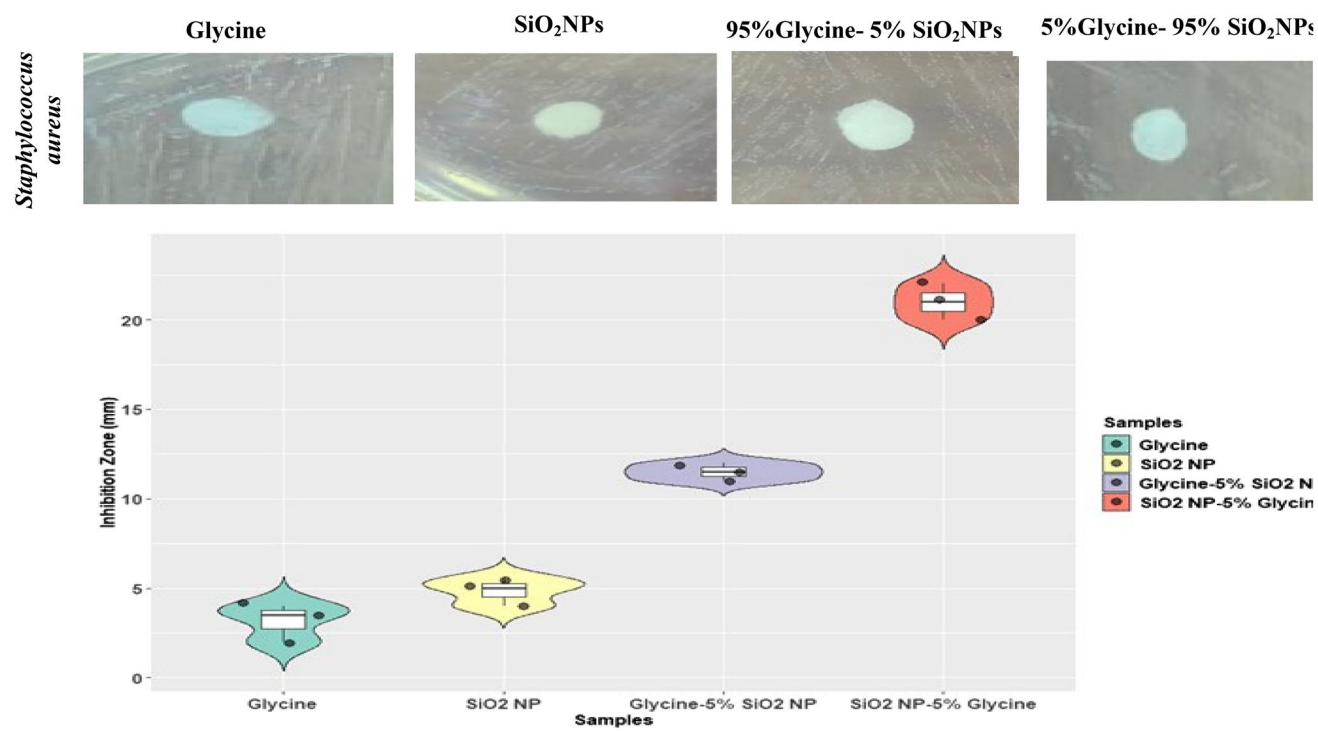 Glycine
SiO₂NPs
95%Glycine- 5% SiO₂NPs
5%Glycine- 95% SiO₂NPs
Staphylococcus
aureus
Inhibition Zone (mm)
20
15
10
5
0
Glycine
SiO2 NP
Glycine-5% SiO2 NP
SiO2 NP-5% Glycine
Samples
Samples
Glycine
SiO2 NP
Glycine-5% SiO2 N
SiO2 NP-5% Glycin